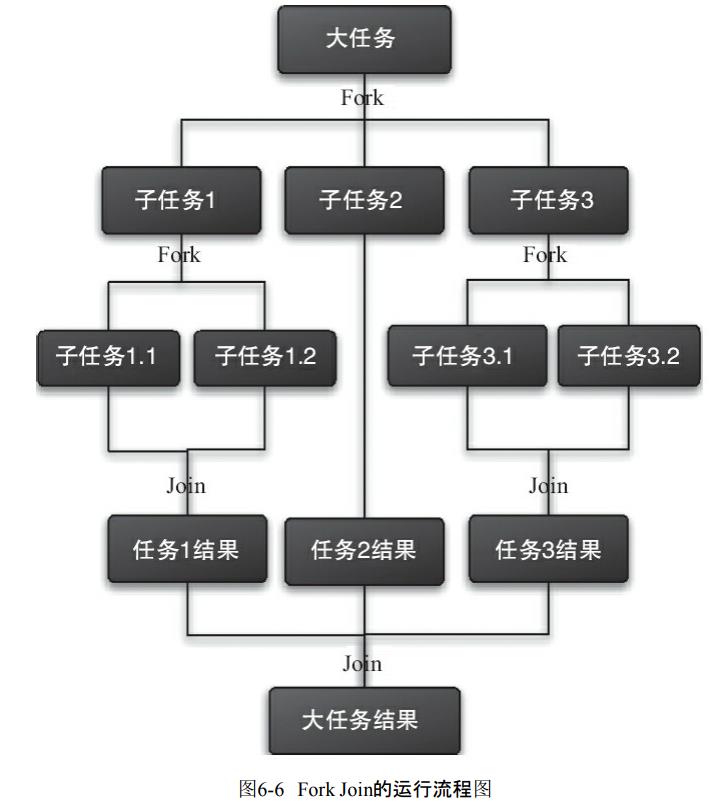 大任务
Fork
子任务1 子任务2 子任务3
Fork Fork
子任务1.1 子任务1.2 子任务3.1 子任务3.2
Join Join
任务1结果 任务2结果 任务3结果
Join
大任务结果
图6-6 Fork Join的运行流程图